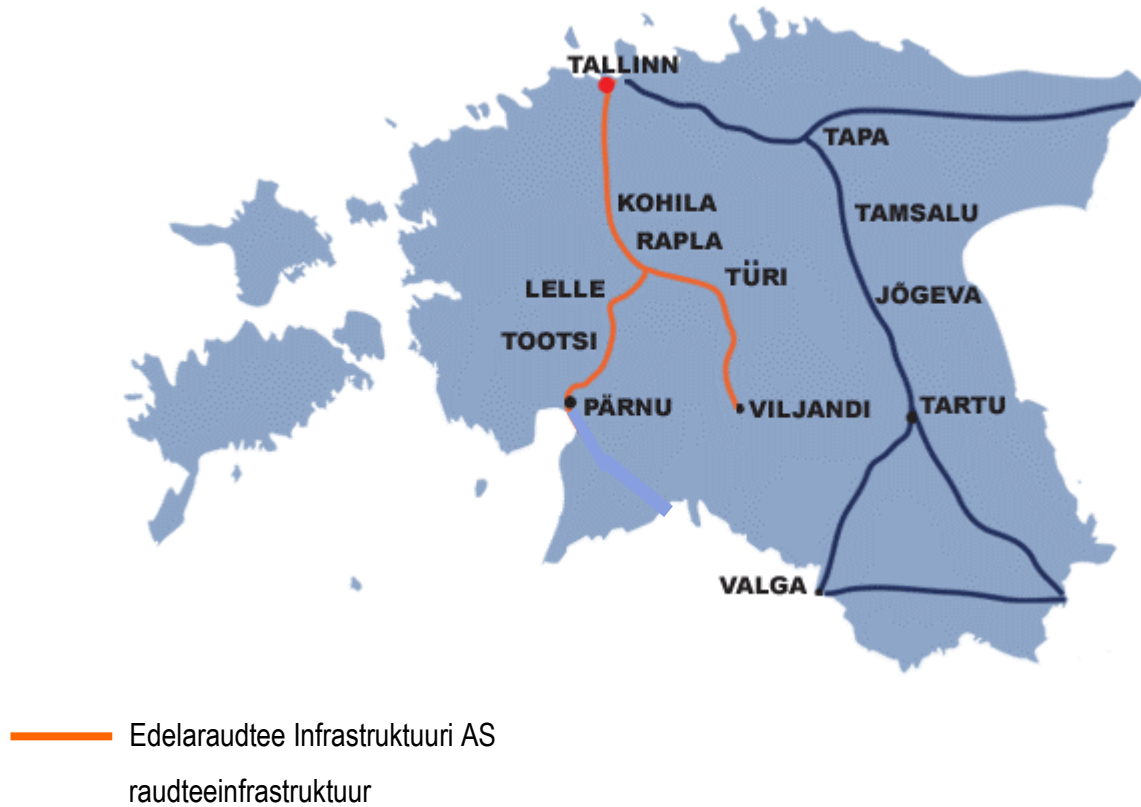 TALLINN
TAPA
KOHILA
TAMSALU
RAPLA
TÜRI
LELLE
JÕGEVA
TOOTSI
PÄRNU
VILJANDI
TARTU
VALGA
Edelaraudtee Infrastruktuuri AS
raudteeinfrastruktuur